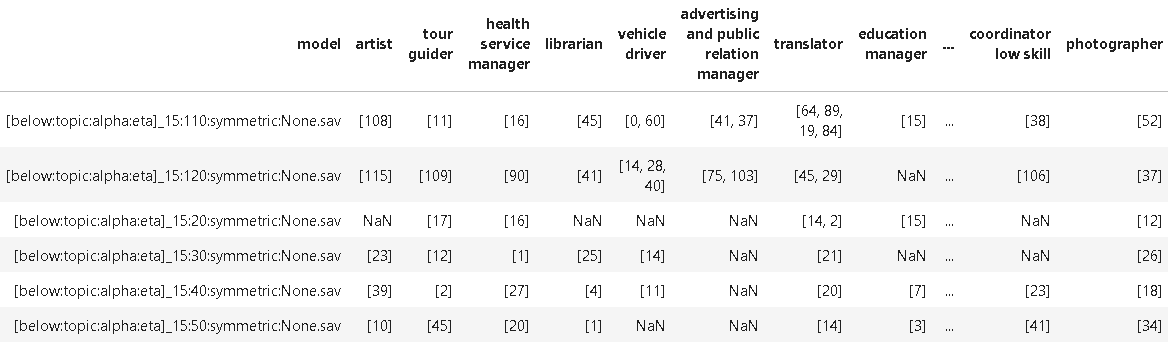 model artist tour guider health service manager librarian vehicle driver advertising and public relation manager translator education manager ... coordinator low skill photographer
[below:topic:alpha:eta]_15:110:symmetric:None.sav [108] [11] [16] [45] [0, 60] [41, 37] [64, 89, 19, 84] [15] ... [38] [52]
[below:topic:alpha:eta]_15:120:symmetric:None.sav [115] [109] [90] [41] [14, 28, 40] [75, 103] [45, 29] NaN ... [106] [37]
[below:topic:alpha:eta]_15:20:symmetric:None.sav NaN [17] [16] NaN NaN NaN [14, 2] [15] ... NaN [12]
[below:topic:alpha:eta]_15:30:symmetric:None.sav [23] [12] [1] [25] [14] NaN [21] NaN ... NaN [26]
[below:topic:alpha:eta]_15:40:symmetric:None.sav [39] [2] [27] [4] [11] NaN [20] [7] ... [23] [18]
[below:topic:alpha:eta]_15:50:symmetric:None.sav [10] [45] [20] [1] NaN NaN [14] [3] ... [41] [34]